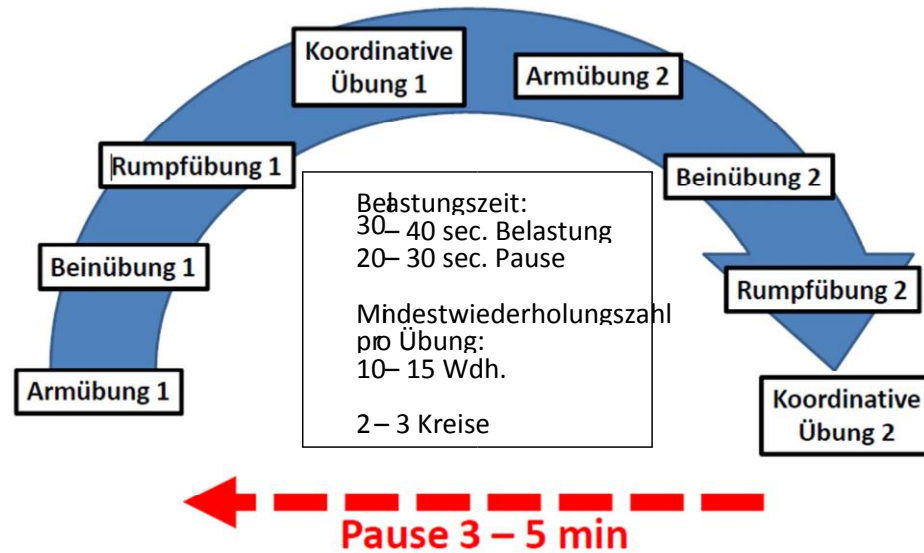 Koordinative
Übung 1
Armübung 2
Rumpfübung 1
Beinübung 2
Beinübung 1
Rumpfübung 2
Armübung 1
Koordinative
Übung 2
Belastungszeit:
30 – 40 sec. Belastung
20 – 30 sec. Pause
Mindestwiederholungszahl
pro Übung:
10 – 15 Wdh.
2 – 3 Kreise
Pause 3 – 5 min